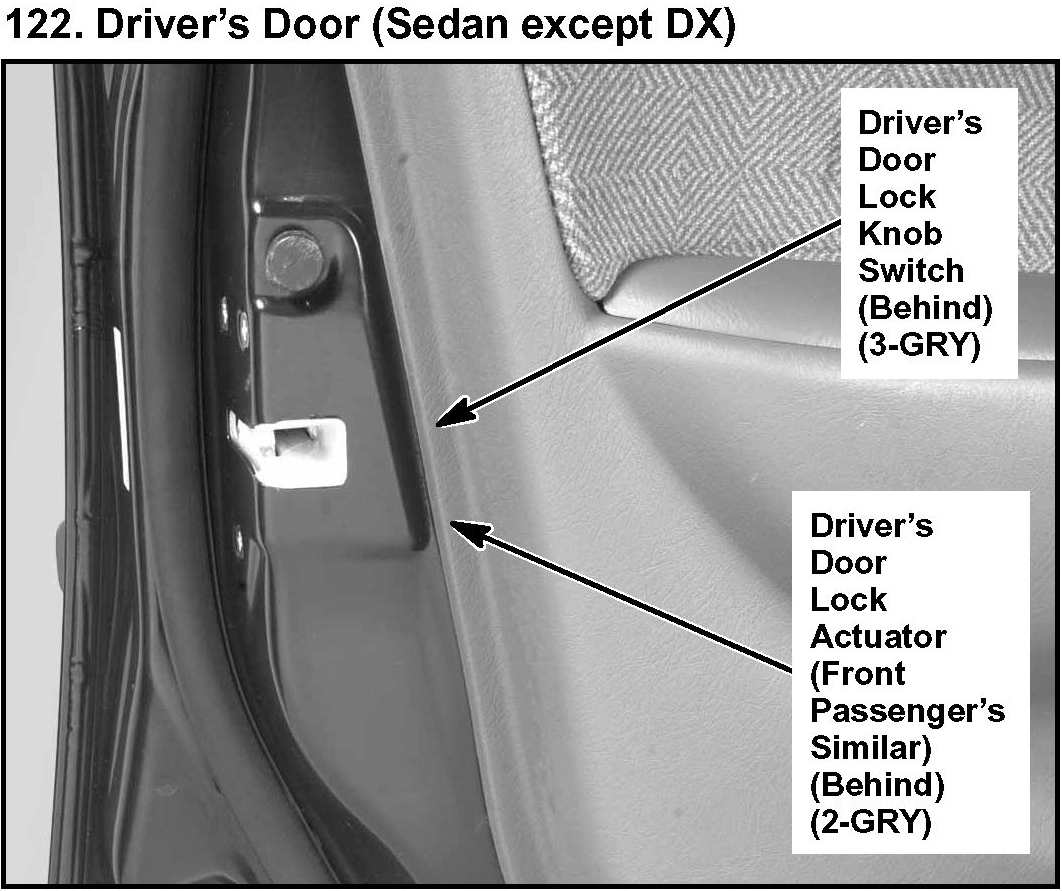 122. Driver’s Door (Sedan except DX)
Driver’s
Door
Lock
Knob
Switch
(Behind)
(3-GRY)
Driver’s
Door
Lock
Actuator
(Front
Passenger’s
Similar)
(Behind)
(2-GRY)